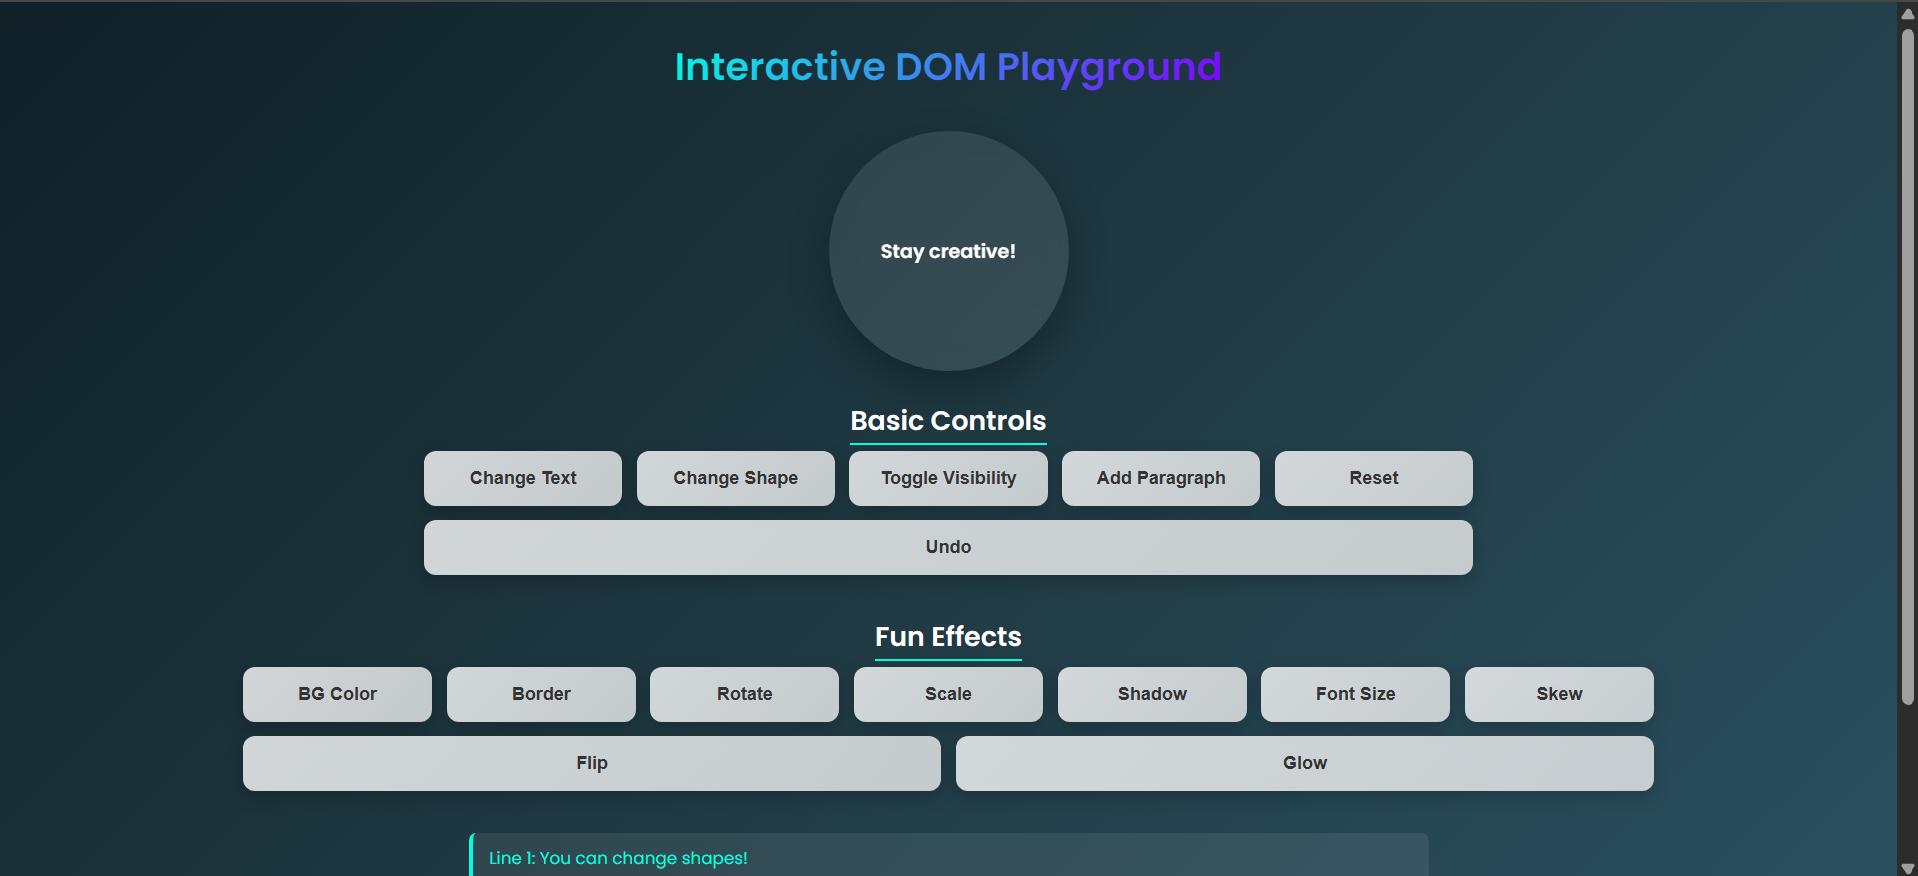 Interactive DOM Playground
Stay creative!
Basic Controls
Change Text
Change Shape
Toggle Visibility
Add Paragraph
Reset
Undo
Fun Effects
BG Color
Border
Rotate
Scale
Shadow
Font Size
Skew
Flip
Glow
Line 1: You can change shapes!